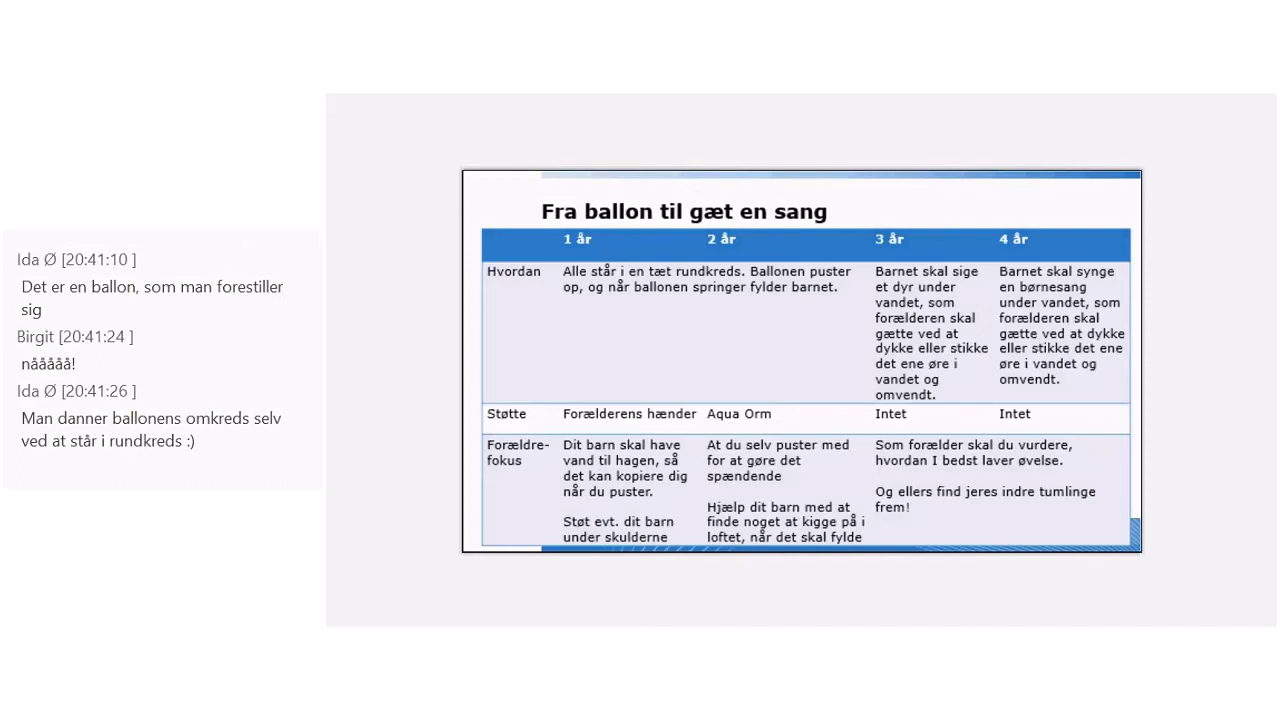 Ida Ø [20:41:10 ]
Det er en ballon, som man forestiller
sig
Birgit [20:41:24 ]
nååååå!
Ida Ø [20:41:26 ]
Man danner ballonens omkreds selv
ved at står i rundkreds :)
Fra ballon til gæt en sang
1 år
2 år
3 år
4 år
Hvordan
Alle står i en tæt rundkreds. Ballonen puster
op, og når ballonen springer fylder barnet.
Barnet skal sige
et dyr under
vandet, som
forælderen skal
gætte ved at
dykke eller stikke
det ene øre i
vandet og
omvendt.
Barnet skal synge
en børnesang
under vandet, som
forælderen skal
gætte ved at dykke
eller stikke det ene
øre i vandet og
omvendt.
Støtte
Forælderens hænder
Aqua Orm
Intet
Intet
Forældre-
fokus
Dit barn skal have
vand til hagen, så
det kan kopiere dig
når du puster.
Støt evt. dit barn
under skulderne
At du selv puster med
for at gøre det
spændende
Hjælp dit barn med at
finde noget at kigge på i
loftet, når det skal fylde
Som forælder skal du vurdere,
hvordan I bedst laver øvelse.
Og ellers find jeres indre tumlinge
frem!